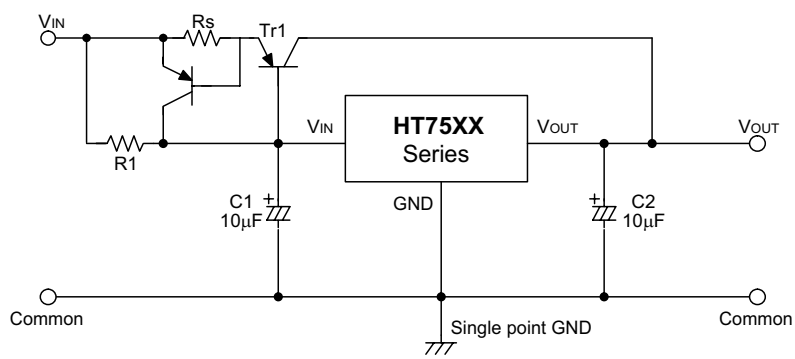 VIN
Rs
Tr1
R1
VIN
HT75XX
Series
VOUT
VOUT
GND
C1
10μF
C2
10μF
Common
Single point GND
Common